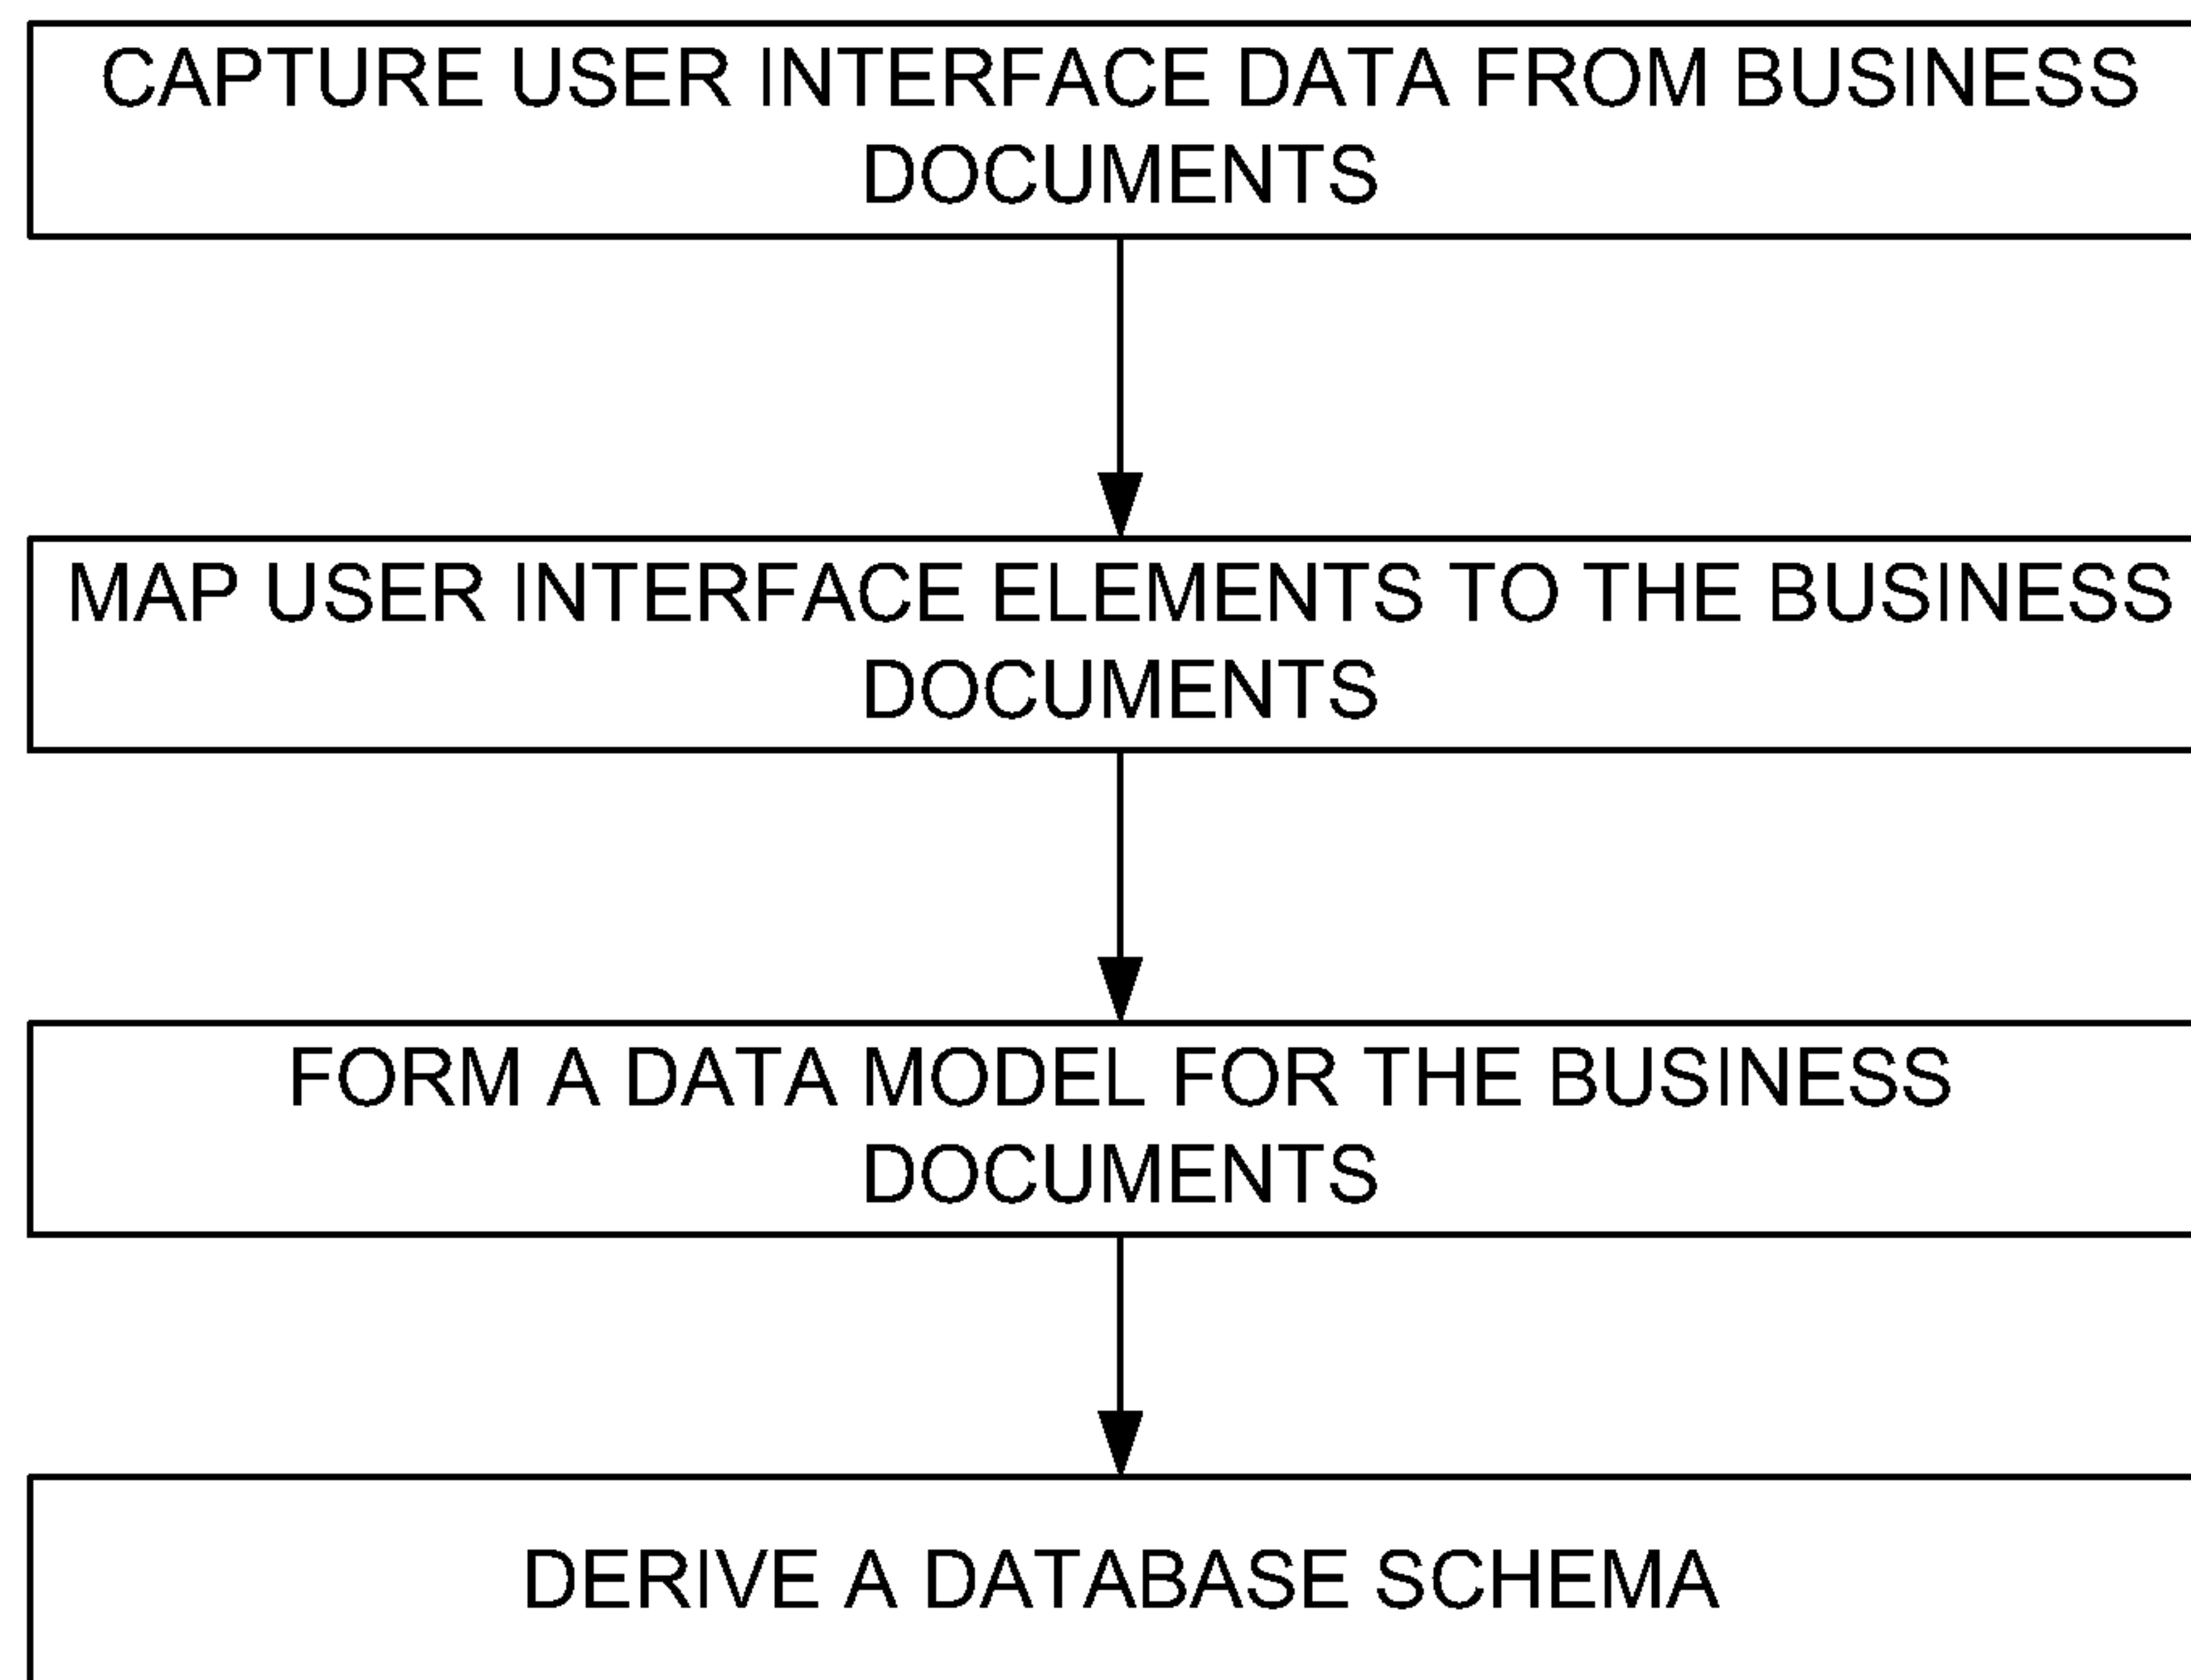 CAPTURE USER INTERFACE DATA FROM BUSINESS
DOCUMENTS
MAP USER INTERFACE ELEMENTS TO THE BUSINESS
DOCUMENTS
FORM A DATA MODEL FOR THE BUSINESS
DOCUMENTS
DERIVE A DATABASE SCHEMA